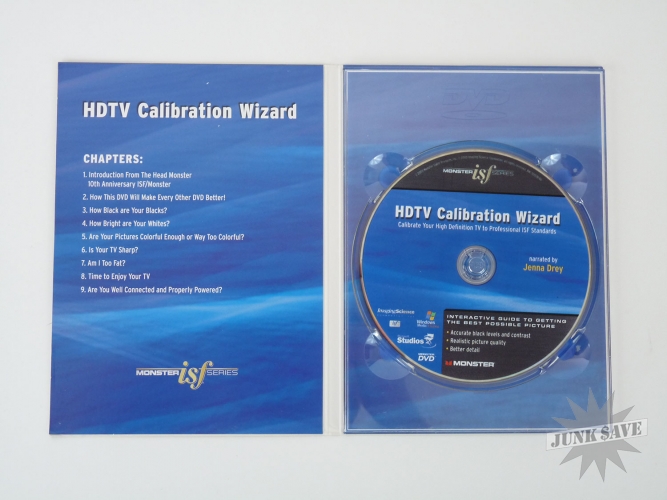 HDTV Calibration Wizard
CHAPTERS:
1. Introduction From The Head Monster
10th Anniversary ISF/Monster
2. How This DVD Will Make Every Other DVD Better!
3. How Black are Your Blacks?
4. How Bright are Your Whites?
5. Are Your Pictures Colorful Enough or Way Too Colorful?
6. Is Your TV Sharp?
7. Am I Too Fat?
8. Time to Enjoy Your TV
9. Are You Well Connected and Properly Powered?
MONSTER isf SERIES
DVD
MONSTER isf SERIES
HDTV Calibration Wizard
Calibrate Your High Definition TV to Professional ISF Standards
narrated by
Jenna Drey
ImagingScience
Windows
Studios
DVD
INTERACTIVE GUIDE TO GETTING
THE BEST POSSIBLE PICTURE
• Accurate black levels and contrast
• Realistic picture quality
• Better detail
MONSTER
JUNK SAVE